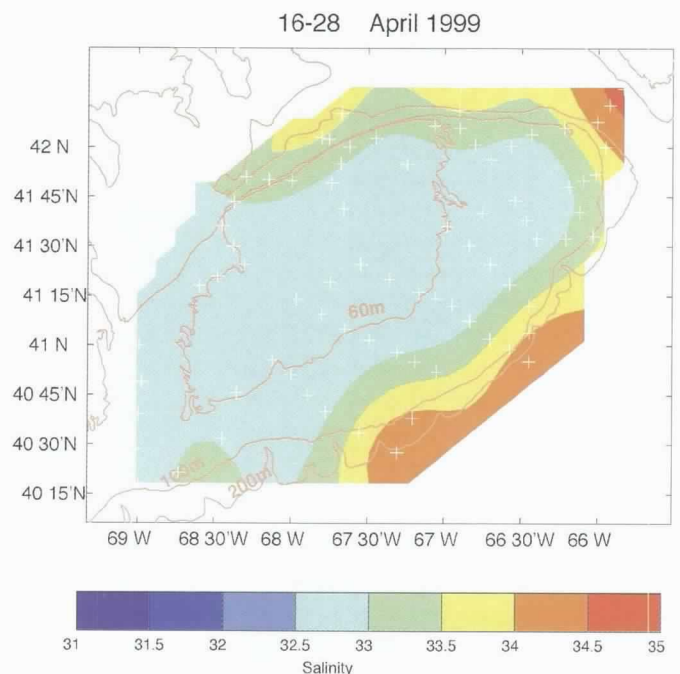 16-28 April 1999
42 N
41 45'N
41 30'N
41 15'N
60m
41 N
40 45'N
40 30'N
100m
200m
40 15'N
69 W 68 30'W 68 W 67 30'W 67 W 66 30'W 66 W
31 31.5 32 32.5 33 33.5 34 34.5 35
Salinity